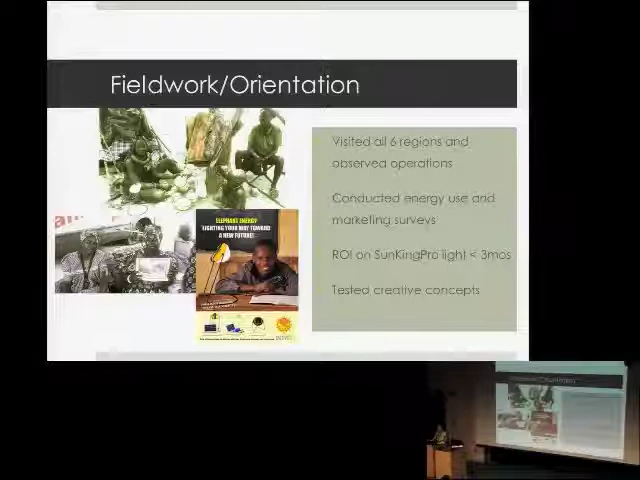 Fieldwork/Orientation
Visited all 6 regions and
observed operations
Conducted energy use and
marketing surveys
ROI on SunKingPro light < 3mos
Tested creative concepts
ELEPHANT ENERGY
LIGHTING YOUR WAY TOWARD
A NEW FUTURE!